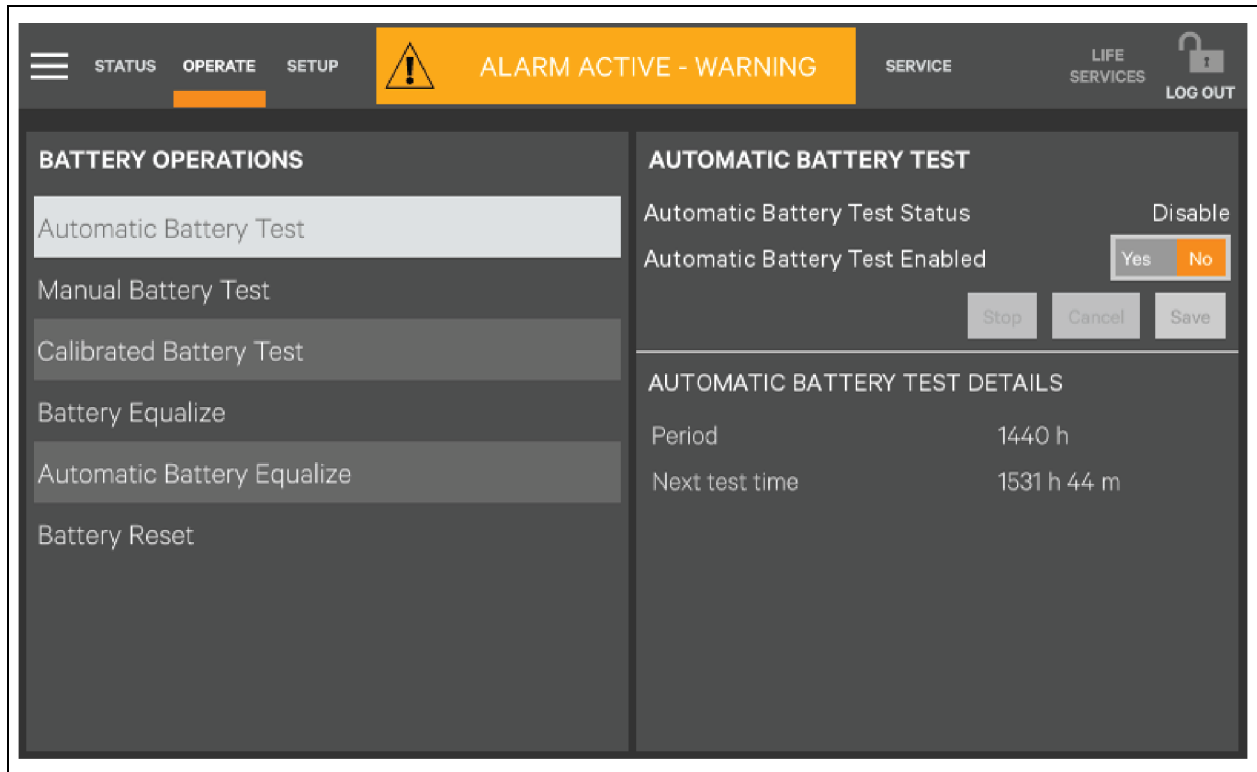 STATUS OPERATE SETUP ALARM ACTIVE - WARNING SERVICE LIFE
SERVICES
LOG OUT
BATTERY OPERATIONS
Automatic Battery Test
Manual Battery Test
Calibrated Battery Test
Battery Equalize
Automatic Battery Equalize
Battery Reset
AUTOMATIC BATTERY TEST
Automatic Battery Test Status Disable
Automatic Battery Test Enabled Yes No
Stop Cancel Save
AUTOMATIC BATTERY TEST DETAILS
Period 1440 h
Next test time 1531 h 44 m